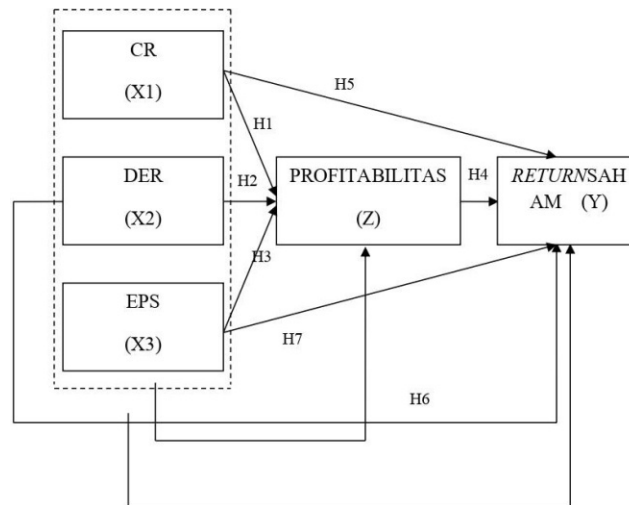 CR
(X1)
H5
H1
DER
(X2)
H2
PROFITABILITAS
(Z)
H4
RETURNSAH
AM (Y)
H3
EPS
(X3)
H7
H6